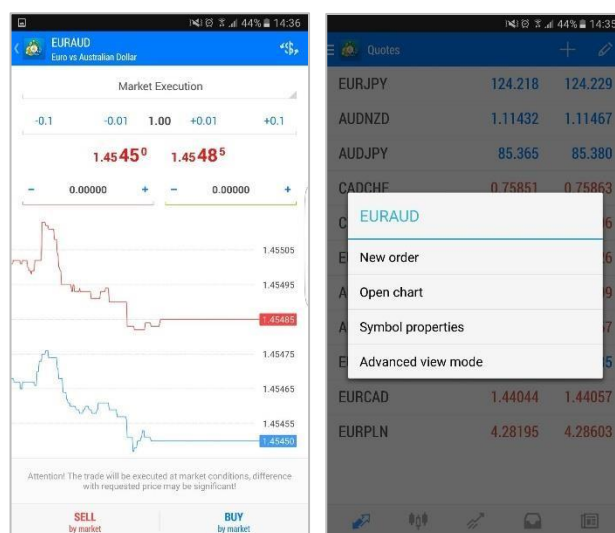 14:36
44%
EURAUD
Euro vs Australian Dollar
Market Execution
-0.1 -0.01 1.00 +0.01 +0.1
1.45450 1.45485
- 0.00000 + - 0.00000 +
1.45505
1.45495
1.45485
1.45475
1.45465
1.45455
1.45450
Attention! The trade will be executed at market conditions, difference
with requested price may be significant!
SELL BUY
by market by market
44% 14:35
Quotes
EURJPY 124.218 124.229
AUDNZD 1.11432 1.11467
AUDJPY 85.365 85.380
CADCHF 0.75851 0.75863
EURAUD
New order
Open chart
Symbol properties
Advanced view mode
EURCAD 1.44044 1.44057
EURPLN 4.28195 4.28603